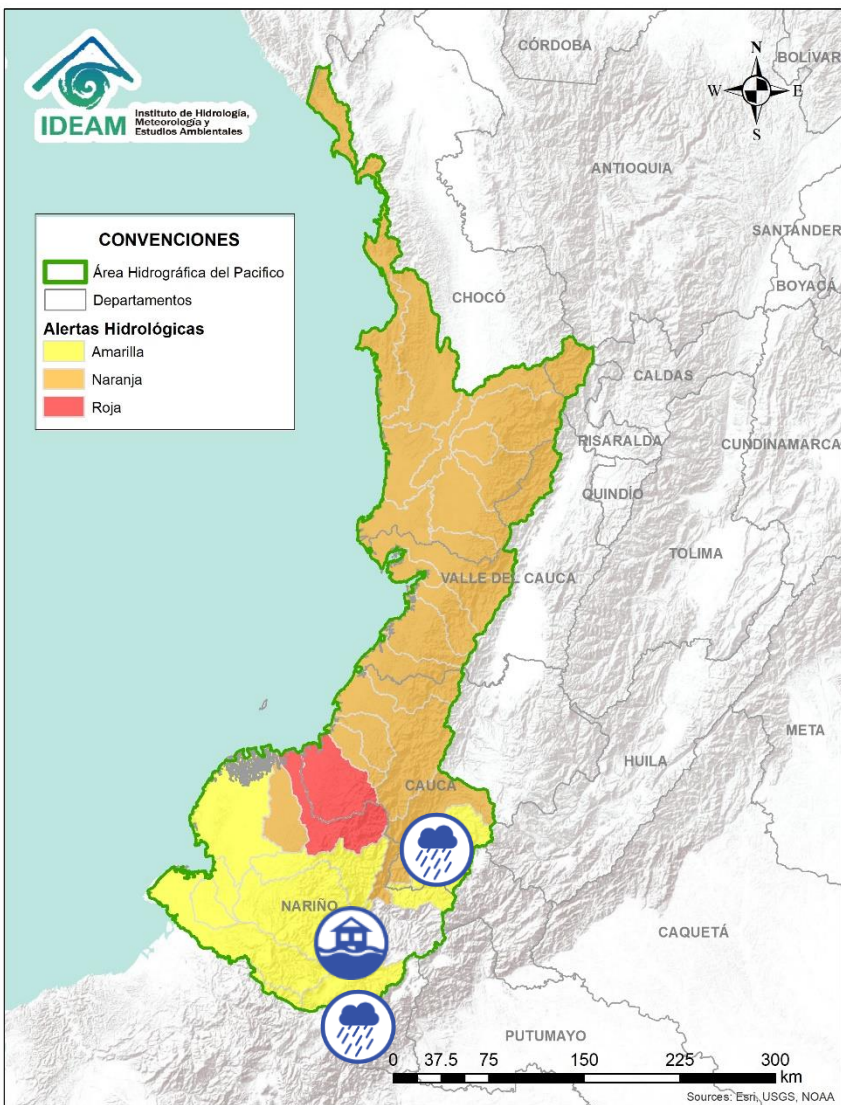 IDEAM
Instituto de Hidrología,
Meteorología y
Estudios Ambientales
CÓRDOBA
BOLÍVAR
N
W
E
S
ANTIOQUIA
SANTÁNDER
BOYACÁ
CONVENCIONES
Área Hidrográfica del Pacifico
Departamentos
Alertas Hidrológicas
Amarilla
Naranja
Roja
CHOCÓ
CALDAS
RISARALDA
CUNDINAMARCA
QUINDÍO
TOLIMA
VALLE DEL CAUCA
META
HUILA
CAUCA
NARIÑO
CAQUETÁ
PUTUMAYO
0 37.5 75 150 225 300
km
Sources: Esri, USGS, NOAA